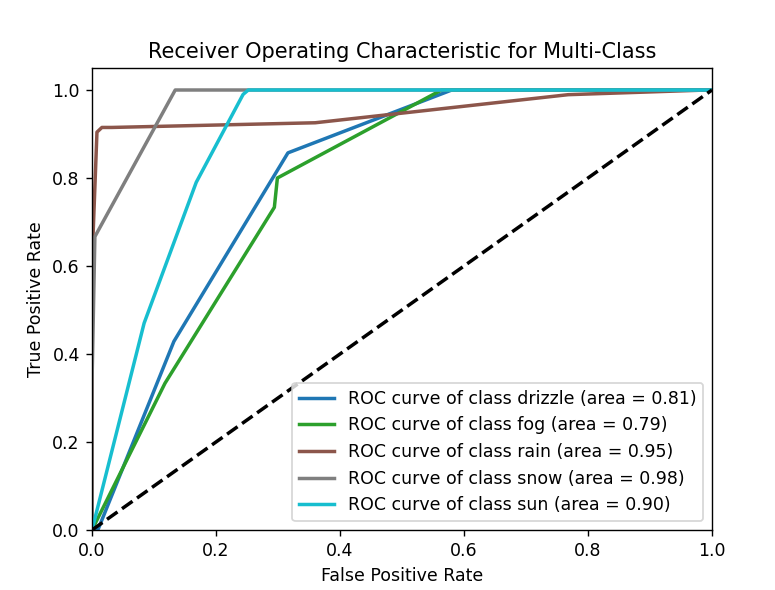 Receiver Operating Characteristic for Multi-Class
1.0
0.8
0.6
0.4
0.2
0.0
True Positive Rate
ROC curve of class drizzle (area = 0.81)
ROC curve of class fog (area = 0.79)
ROC curve of class rain (area = 0.95)
ROC curve of class snow (area = 0.98)
ROC curve of class sun (area = 0.90)
0.0 0.2 0.4 0.6 0.8 1.0
False Positive Rate